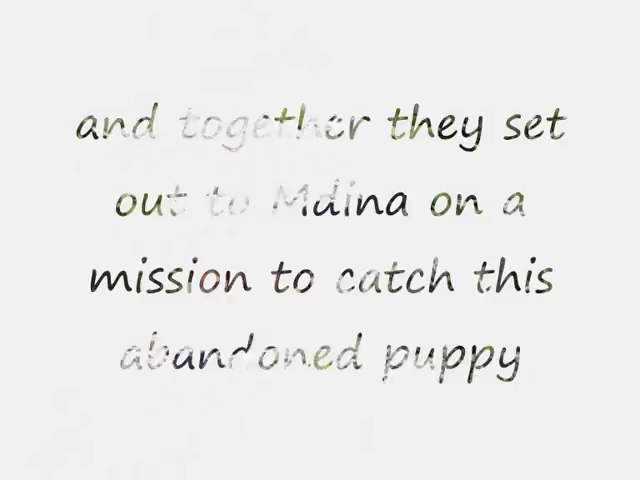 and together they set
out to Mdina on a
mission to catch this
abandoned puppy